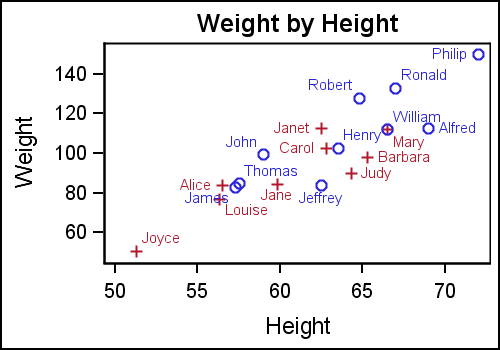 Weight by Height
Philip
Ronald
Robert
William
Janet
Henry
Alfred
John
Carol
Mary
Barbara
Thomas
Judy
Alice
James
Jane
Jeffrey
Louise
Joyce
140
120
100
80
60
Weight
50
55
60
65
70
Height